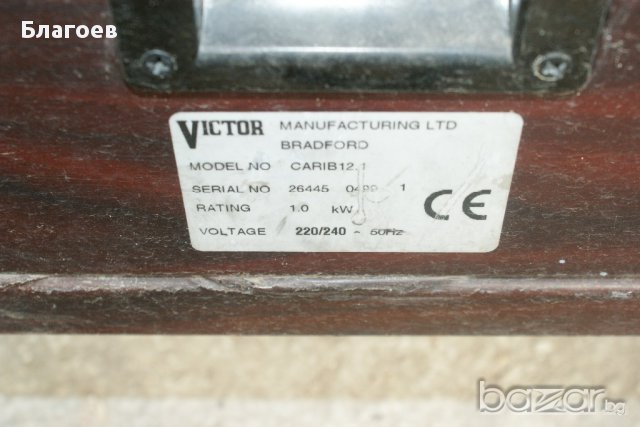 Благоев
VICTOR MANUFACTURING LTD
BRADFORD
MODEL NO CARIB12.1
SERIAL NO 26445 1
RATING 1.0 kW
VOLTAGE 220/240 ~ 50Hz
CE
bazar.bg